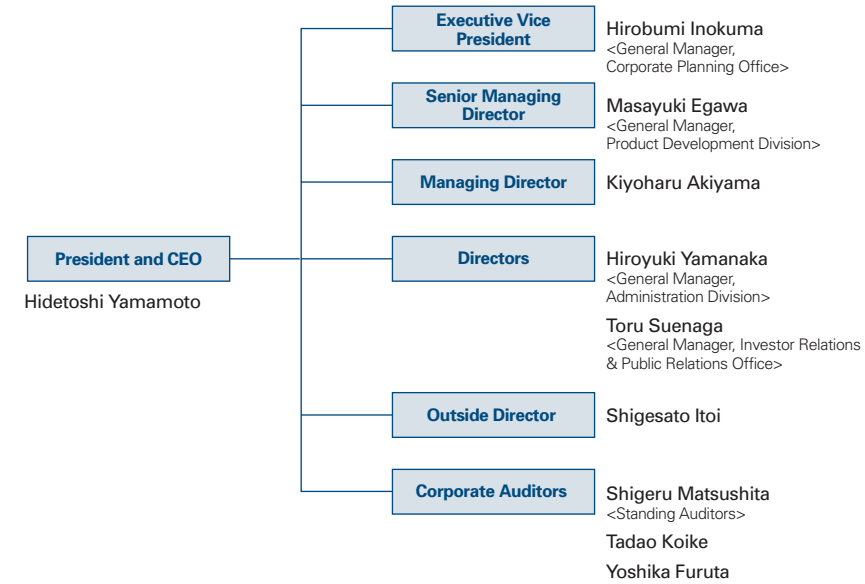 Executive Vice
President
Hirobumi Inokuma
<General Manager,
Corporate Planning Office>
Senior Managing
Director
Masayuki Egawa
<General Manager,
Product Development Division>
Managing Director
Kiyoharu Akiyama
President and CEO
Hidetoshi Yamamoto
Directors
Hiroyuki Yamanaka
<General Manager,
Administration Division>
Toru Suenaga
<General Manager, Investor Relations
& Public Relations Office>
Outside Director
Shigesato Itoi
Corporate Auditors
Shigeru Matsushita
<Standing Auditors>
Tadao Koike
Yoshika Furuta